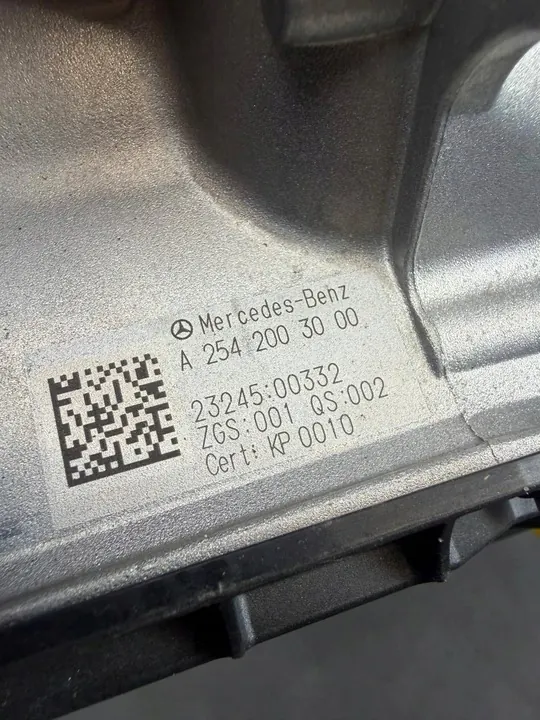 Mercedes-Benz
A 254 200 30 00
23245:00332
ZGS:001 QS:002
Cert: KP 0010